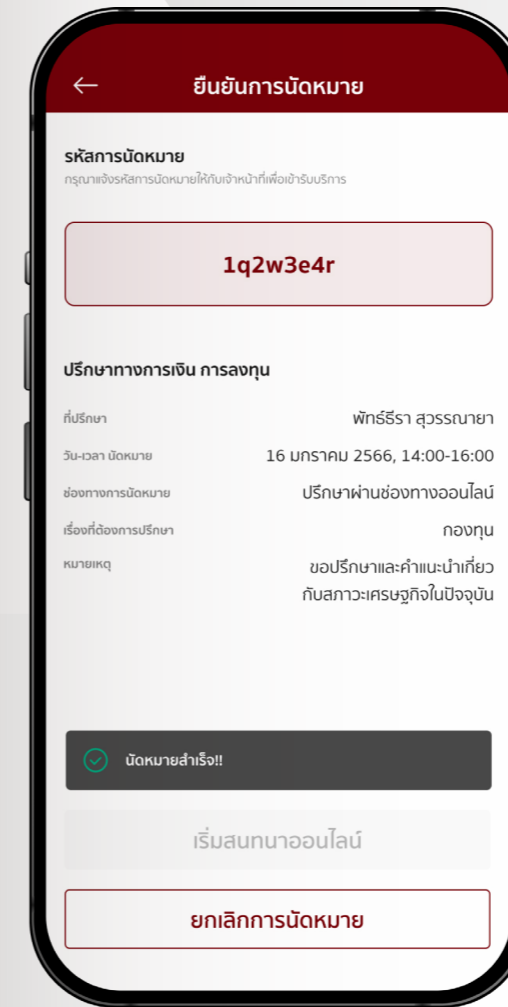 ยืนยันการนัดหมาย
รหัสการนัดหมาย
กรุณาแจ้งรหัสการนัดหมายให้กับเจ้าหน้าที่เพื่อเข้ารับบริการ
1q2w3e4r
ปรึกษาทางการเงิน การลงทุน
ที่ปรึกษา พัทธ์ธีรา สุวรรณายา
วัน-เวลา นัดหมาย 16 มกราคม 2566, 14:00-16:00
ช่องทางการนัดหมาย ปรึกษาผ่านช่องทางออนไลน์
เรื่องที่ต้องการปรึกษา กองทุน
หมายเหตุ ขอปรึกษาและคำแนะนำเกี่ยว
กับสภาวะเศรษฐกิจในปัจจุบัน
นัดหมายสำเร็จ!!
เริ่มสนทนาออนไลน์
ยกเลิกการนัดหมาย